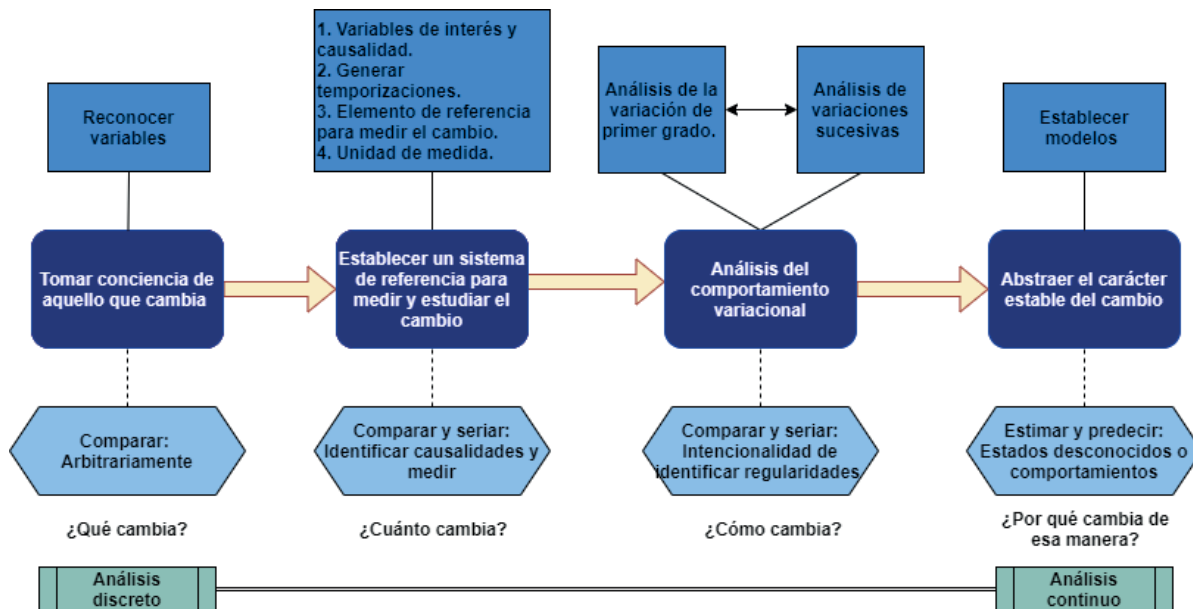 Reconocer
variables
1. Variables de interés y
causalidad.
2. Generar
temporizaciones.
3. Elemento de referencia
para medir el cambio.
4. Unidad de medida.
Análisis de la
variación de
primer grado.
Análisis de
variaciones
sucesivas
Establecer
modelos
Tomar conciencia de
aquello que cambia
Establecer un sistema
de referencia para
medir y estudiar el
cambio
Análisis del
comportamiento
variacional
Abstraer el carácter
estable del cambio
Comparar:
Arbitrariamente
Comparar y seriar:
Identificar causalidades y
medir
Comparar y seriar:
Intencionalidad de
identificar regularidades.
Estimar y predecir:
Estados desconocidos o
comportamientos
¿Qué cambia?
¿Cuánto cambia?
¿Cómo cambia?
¿Por qué cambia de
esa manera?
Análisis
discreto
Análisis
continuo